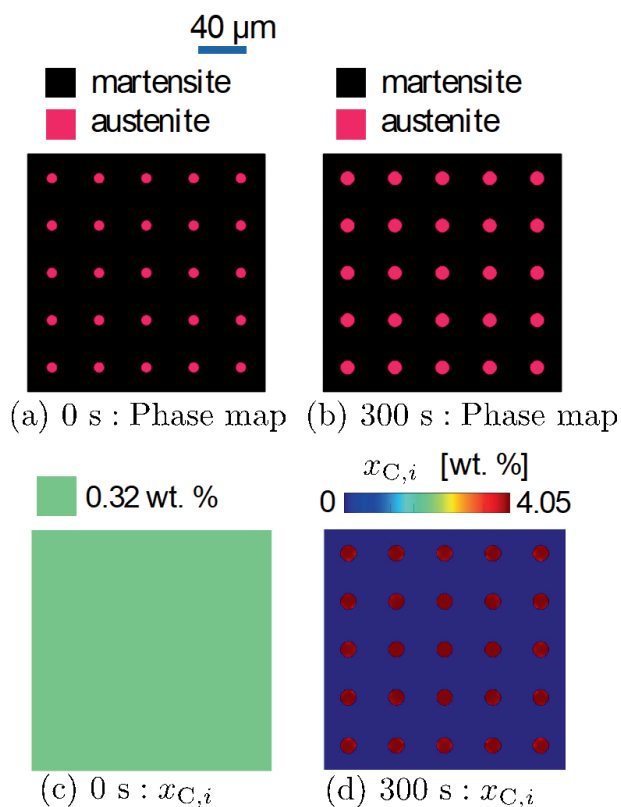 40 µm
martensite
austenite
martensite
austenite
(a) 0 s : Phase map
(b) 300 s : Phase map
0.32 wt. %
x_{C,i} [wt. %]
0 4.05
(c) 0 s : x_{C,i}
(d) 300 s : x_{C,i}